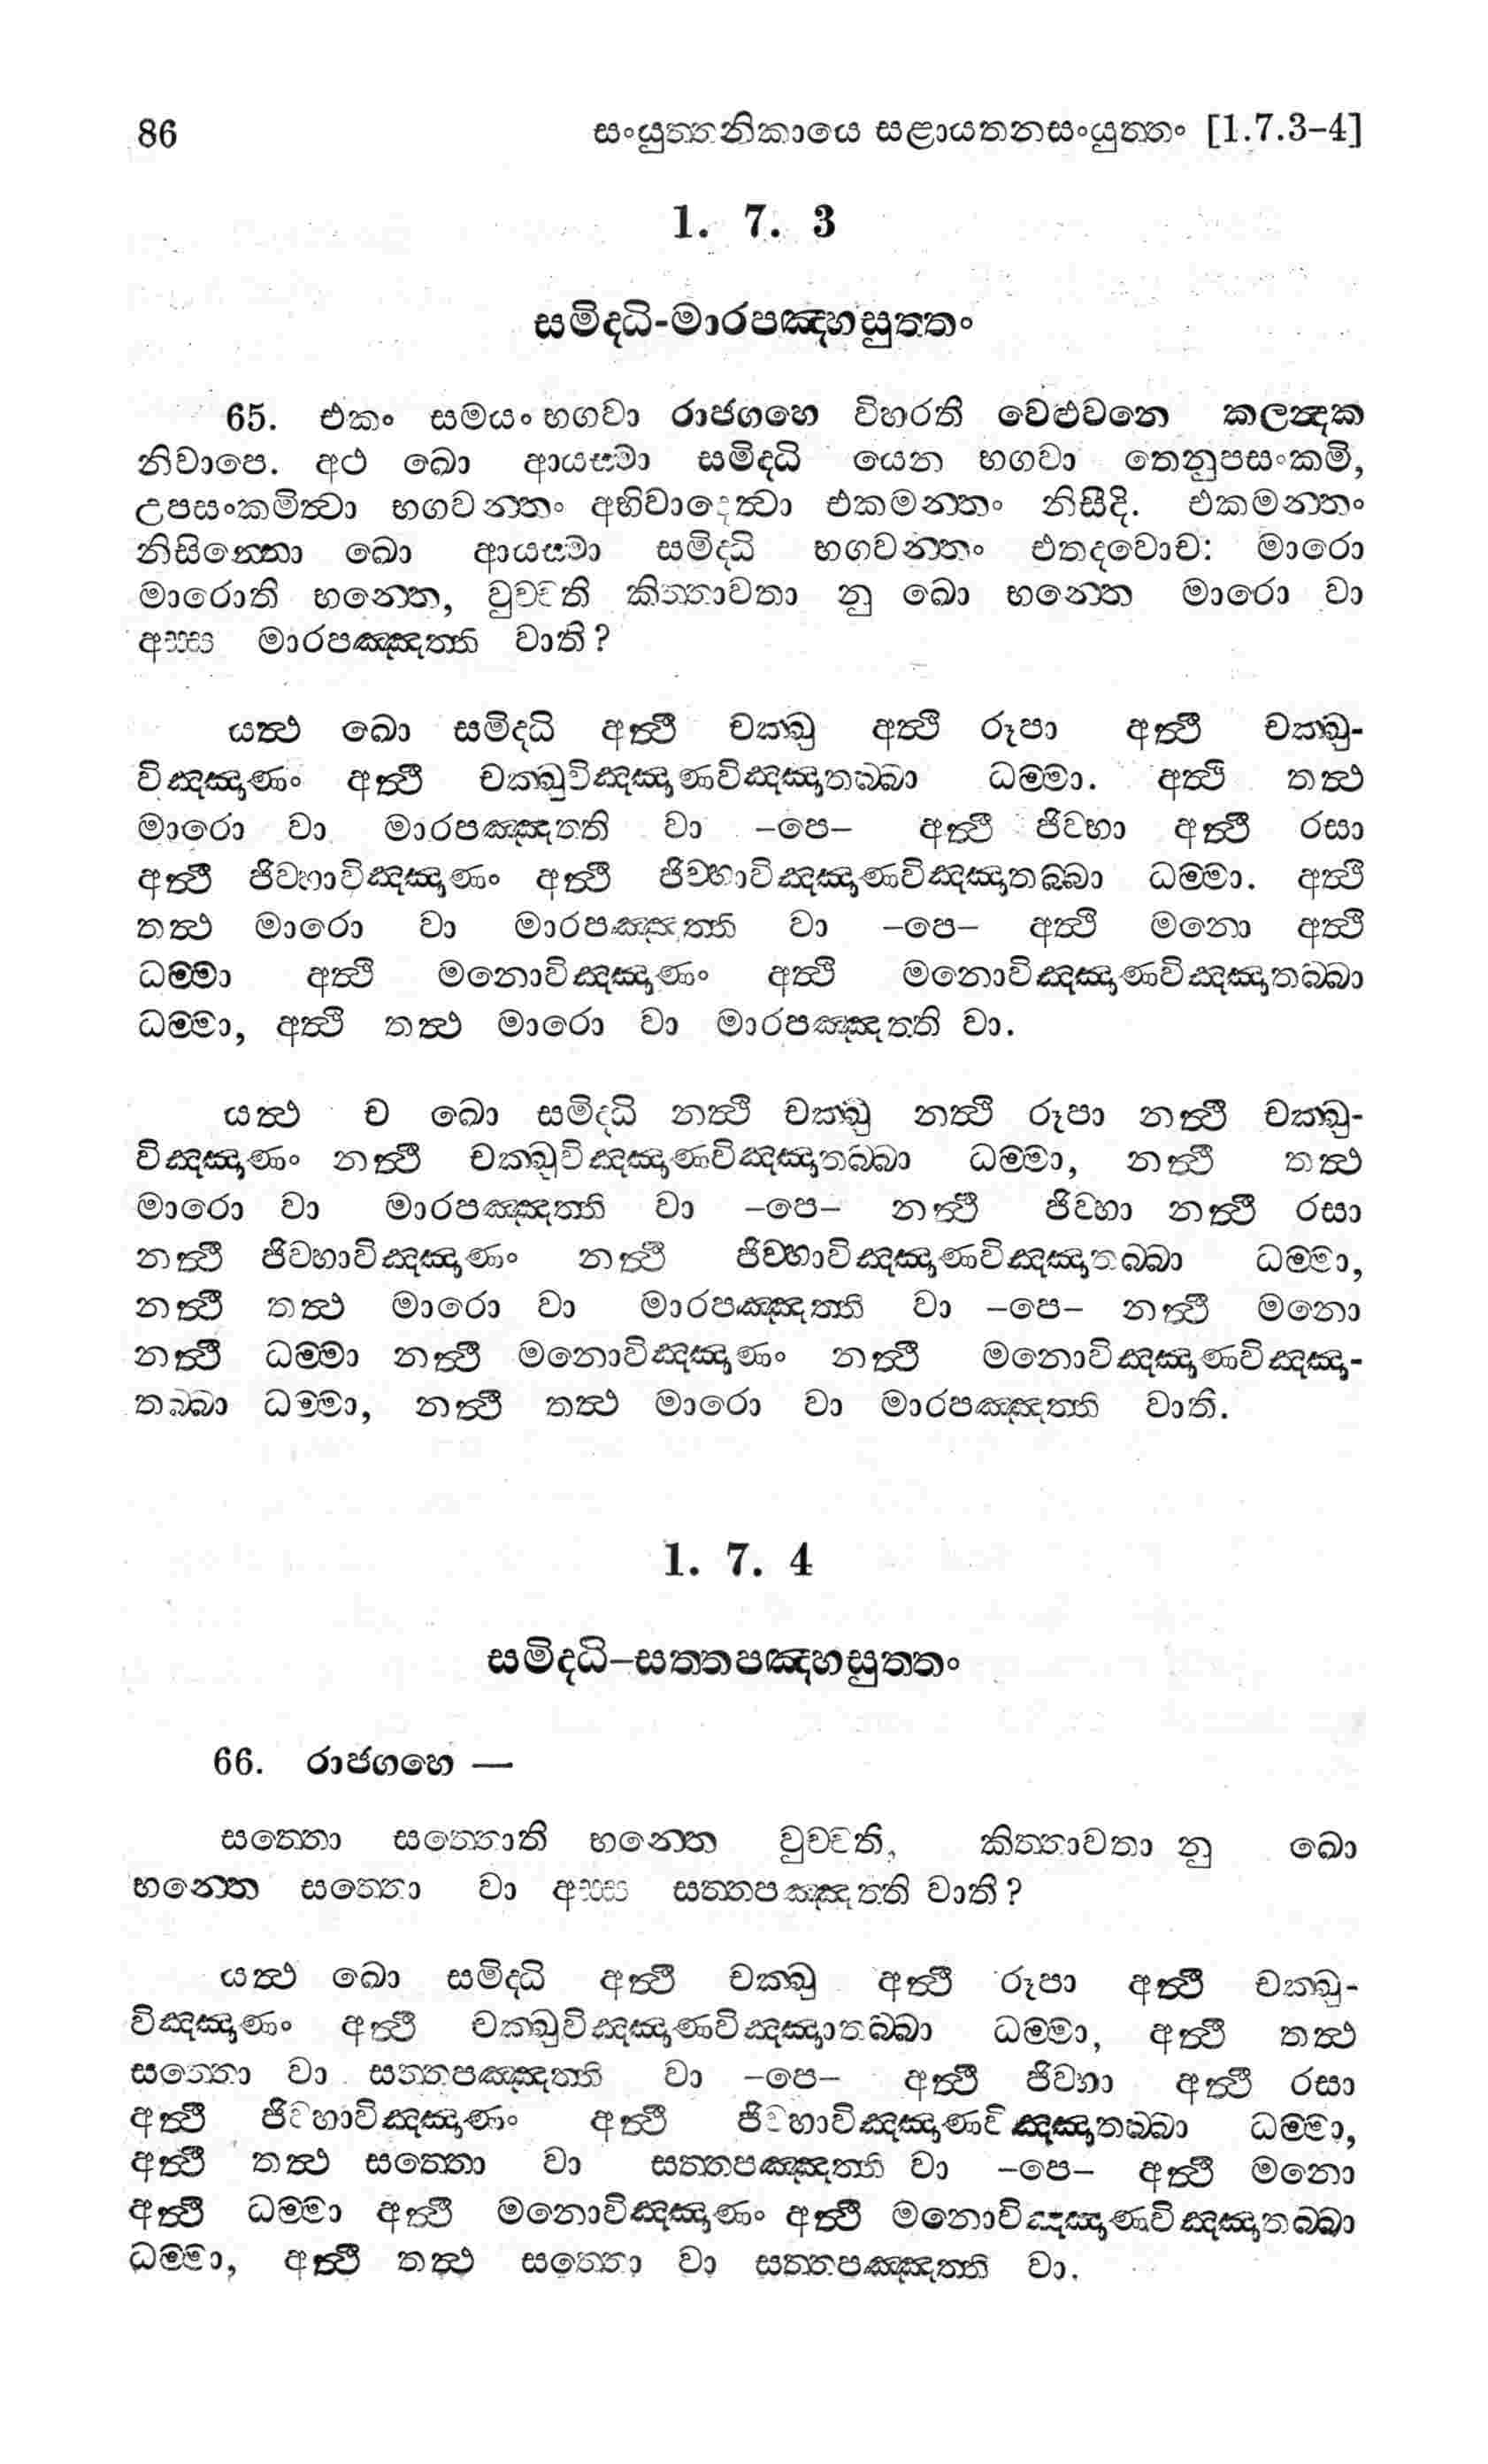 86 සංයුත්තනිකායෙ සළායතනසංයුත්තං [1.7.3-4]
1. 7. 3
සමිද්ධි-මාරපඤ්හසුත්තං
65. එකං සමයං භගවා රාජගහෙ විහරති වෙළුවනෙ කලන්දක
නිවාපෙ. අථ ඛො ආයස්මා සමිද්ධි යෙන භගවා තෙනුපසංකමි,
උපසංකමිත්වා භගවන්තං අභිවාදෙත්වා එකමන්තං නිසීදි. එකමන්තං
නිසින්නො ඛො ආයස්මා සමිද්ධි භගවන්තං එතදවොච: මාරො
මාරොති භන්තෙ, වුච්චති කිත්තාවතා නු ඛො භන්තෙ මාරො වා
අස්ස මාරපඤ්ඤත්ති වාති?
යත්ථ ඛො සමිද්ධි අත්ථි චක්ඛු අත්ථි රූපා අත්ථි චක්ඛු-
විඤ්ඤාණං අත්ථි චක්ඛුවිඤ්ඤාණවිඤ්ඤාතබ්බා ධම්මා. අත්ථි තත්ථ
මාරො වා මාරපඤ්ඤත්ති වා -පෙ- අත්ථි ජිව්හා අත්ථි රසා
අත්ථි ජිව්හාවිඤ්ඤාණං අත්ථි ජිව්හාවිඤ්ඤාණවිඤ්ඤාතබ්බා ධම්මා. අත්ථි
තත්ථ මාරො වා මාරපඤ්ඤත්ති වා -පෙ- අත්ථි මනො අත්ථි
ධම්මා අත්ථි මනොවිඤ්ඤාණං අත්ථි මනොවිඤ්ඤාණවිඤ්ඤාතබ්බා
ධම්මා, අත්ථි තත්ථ මාරො වා මාරපඤ්ඤත්ති වා.
යත්ථ ච ඛො සමිද්ධි නත්ථි චක්ඛු නත්ථි රූපා නත්ථි චක්ඛු-
විඤ්ඤාණං නත්ථි චක්ඛුවිඤ්ඤාණවිඤ්ඤාතබ්බා ධම්මා, නත්ථි තත්ථ
මාරො වා මාරපඤ්ඤත්ති වා -පෙ- නත්ථි ජිව්හා නත්ථි රසා
නත්ථි ජිව්හාවිඤ්ඤාණං නත්ථි ජිව්හාවිඤ්ඤාණවිඤ්ඤාතබ්බා ධම්මා,
නත්ථි තත්ථ මාරො වා මාරපඤ්ඤත්ති වා -පෙ- නත්ථි මනො
නත්ථි ධම්මා නත්ථි මනොවිඤ්ඤාණං නත්ථි මනොවිඤ්ඤාණවිඤ්ඤා-
තබ්බා ධම්මා, නත්ථි තත්ථ මාරො වා මාරපඤ්ඤත්ති වාති.
1. 7. 4
සමිද්ධි–සත්තපඤ්හසුත්තං
66. රාජගහෙ —
සත්තො සත්තොති භන්තෙ වුච්චති, කිත්තාවතා නු ඛො
භන්තෙ සත්තො වා අස්ස සත්තපඤ්ඤත්ති වාති?
යත්ථ ඛො සමිද්ධි අත්ථි චක්ඛු අත්ථි රූපා අත්ථි චක්ඛු-
විඤ්ඤාණං අත්ථි චක්ඛුවිඤ්ඤාණවිඤ්ඤාතබ්බා ධම්මා, අත්ථි තත්ථ
සත්තො වා සත්තපඤ්ඤත්ති වා -පෙ- අත්ථි ජිව්හා අත්ථි රසා
අත්ථි ජිව්හාවිඤ්ඤාණං අත්ථි ජිව්හාවිඤ්ඤාණවිඤ්ඤාතබ්බා ධම්මා,
අත්ථි තත්ථ සත්තො වා සත්තපඤ්ඤත්ති වා -පෙ- අත්ථි මනො
අත්ථි ධම්මා අත්ථි මනොවිඤ්ඤාණං අත්ථි මනොවිඤ්ඤාණවිඤ්ඤාතබ්බා
ධම්මා, අත්ථි තත්ථ සත්තො වා සත්තපඤ්ඤත්ති වා.